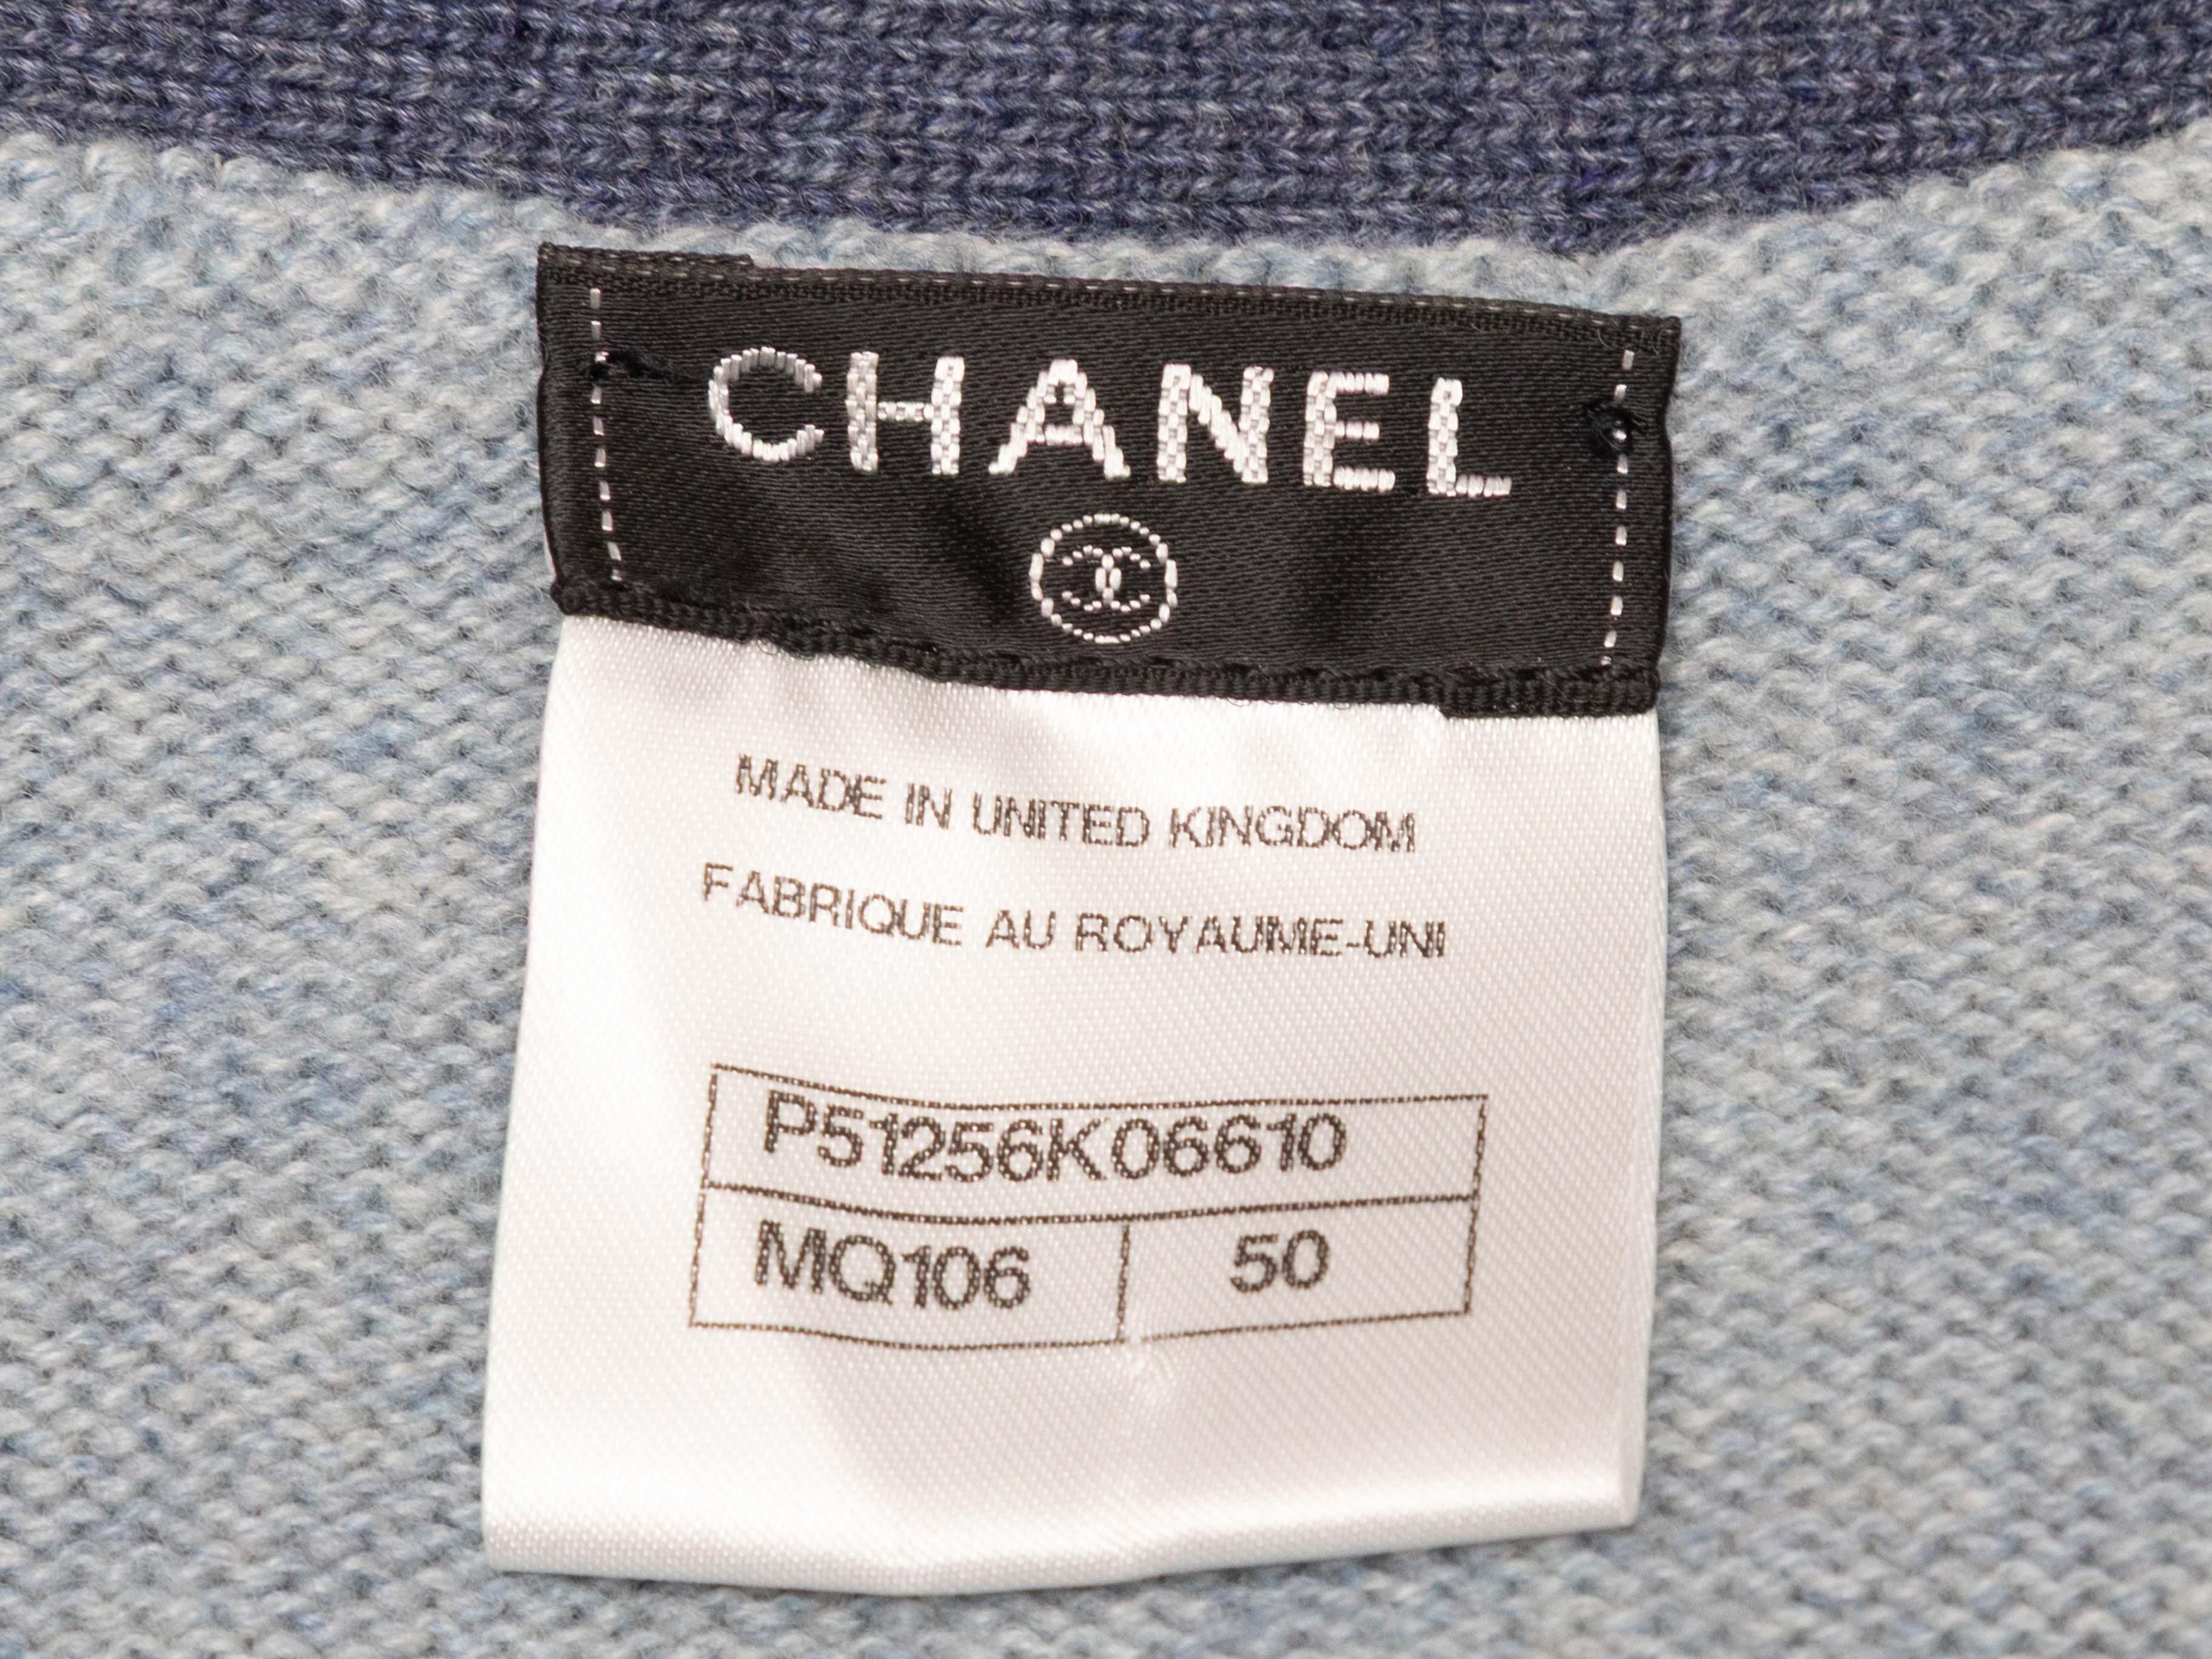 CHANEL
MADE IN UNITED KINGDOM
FABRIQUE AU ROYAUME-UNI
P51256K06610
MQ106 50